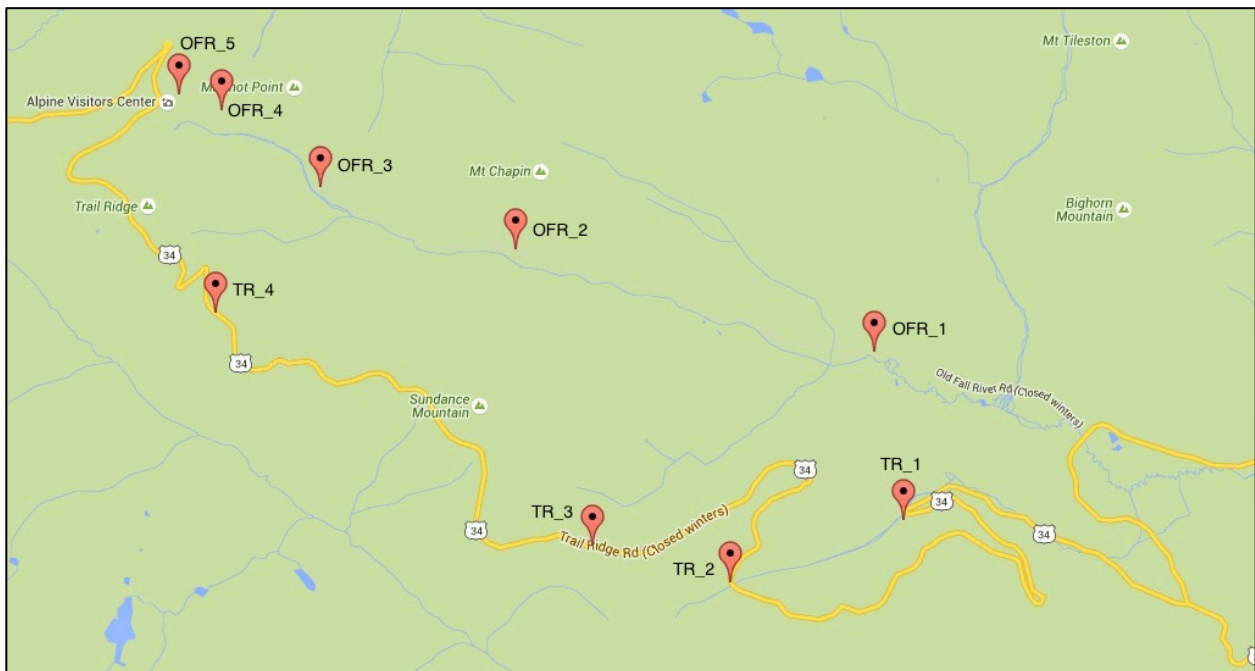 OFR_5
Mt Tileston
Point
Alpine Visitors Center
OFR_4
OFR_3
Mt Chapin
Trail Ridge
Bighorn
Mountain
OFR_2
34
TR_4
OFR_1
34
Old Fall River Rd (Closed winters)
Sundance
Mountain
34
TR_1
34
TR_3
34
Trail Ridge Rd (Closed winters)
34
TR_2